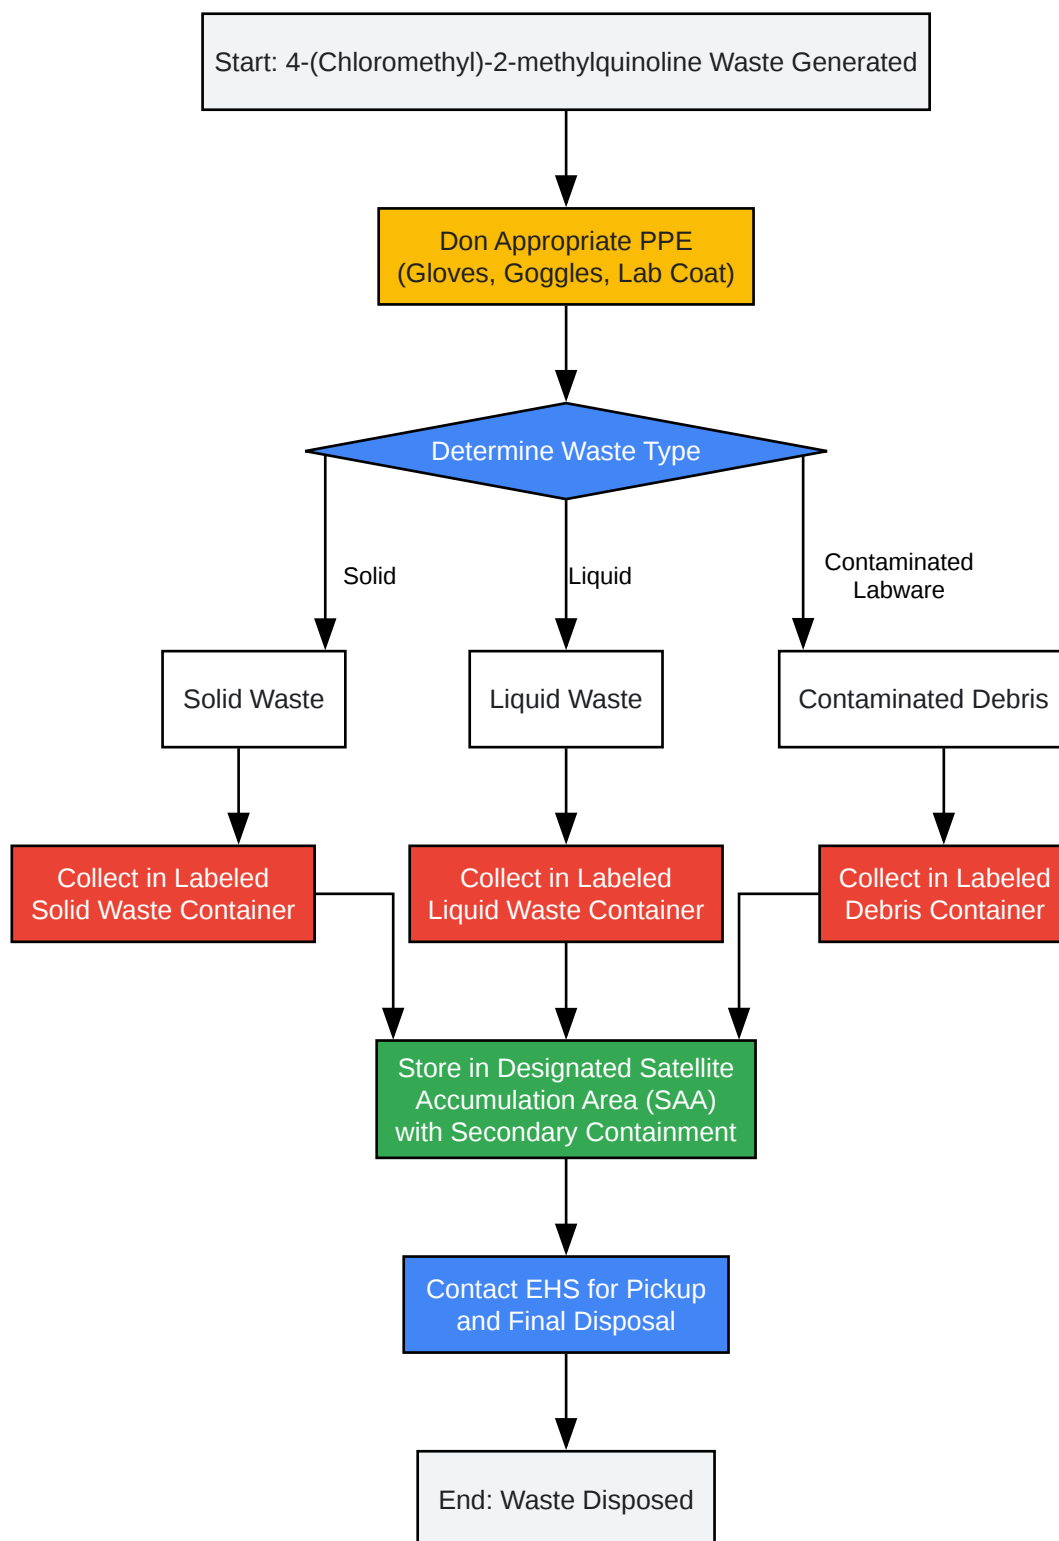 Start: 4-(Chloromethyl)-2-methylquinoline Waste Generated
Don Appropriate PPE
(Gloves, Goggles, Lab Coat)
Determine Waste Type
Solid
Liquid
Contaminated
Labware
Solid Waste
Liquid Waste
Contaminated Debris
Collect in Labeled
Solid Waste Container
Collect in Labeled
Liquid Waste Container
Collect in Labeled
Debris Container
Store in Designated Satellite
Accumulation Area (SAA)
with Secondary Containment
Contact EHS for Pickup
and Final Disposal
End: Waste Disposed